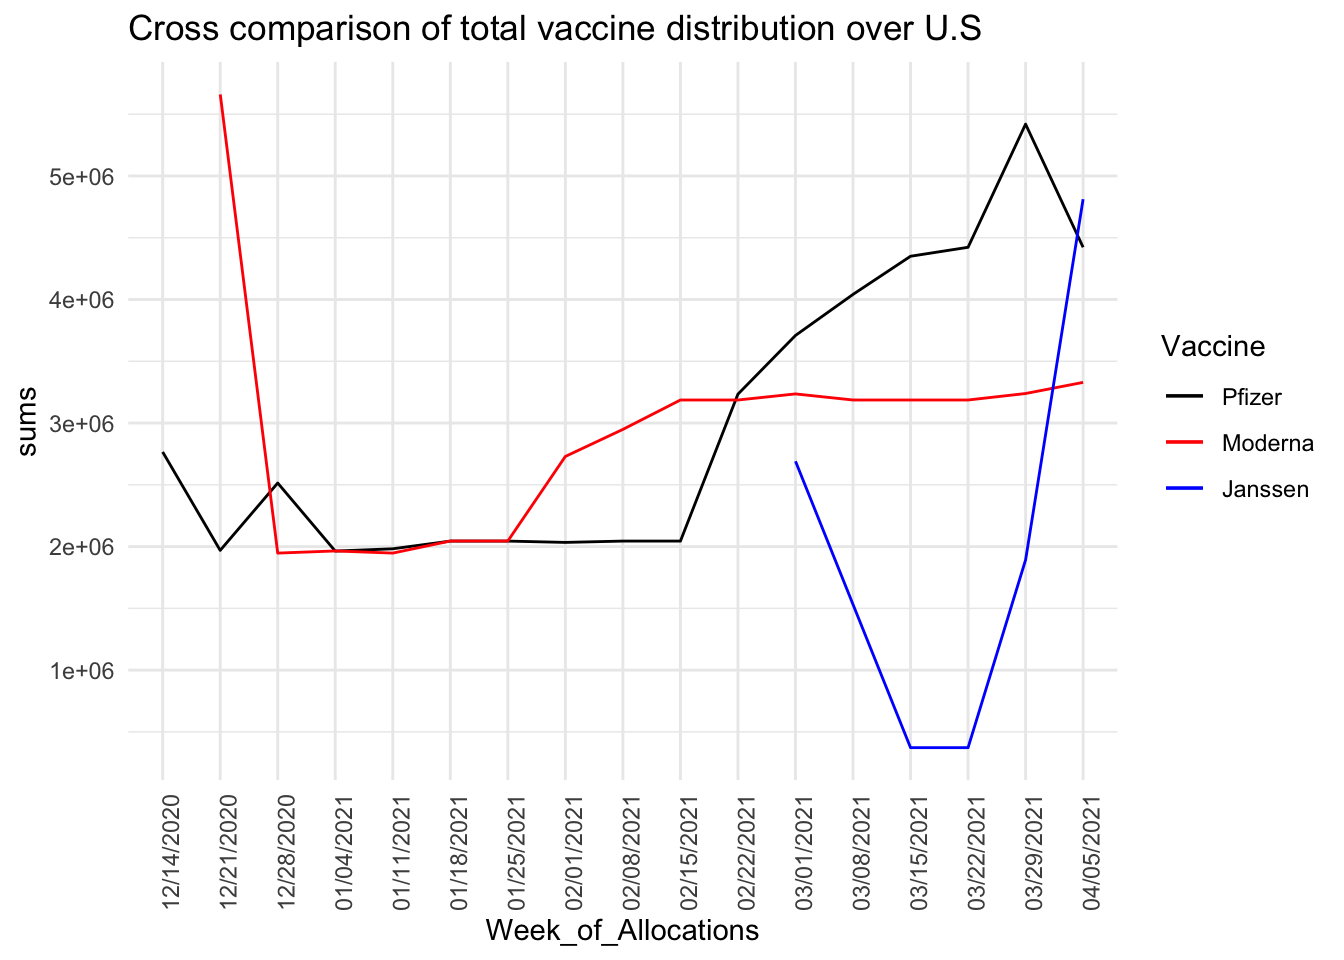 Cross comparison of total vaccine distribution over U.S
5e+06
4e+06
3e+06
2e+06
1e+06
sums
12/14/2020
12/21/2020
12/28/2020
01/04/2021
01/11/2021
01/18/2021
01/25/2021
02/01/2021
02/08/2021
02/15/2021
02/22/2021
03/01/2021
03/08/2021
03/15/2021
03/22/2021
03/29/2021
04/05/2021
Week_of_Allocations
Vaccine
Pfizer
Moderna
Janssen